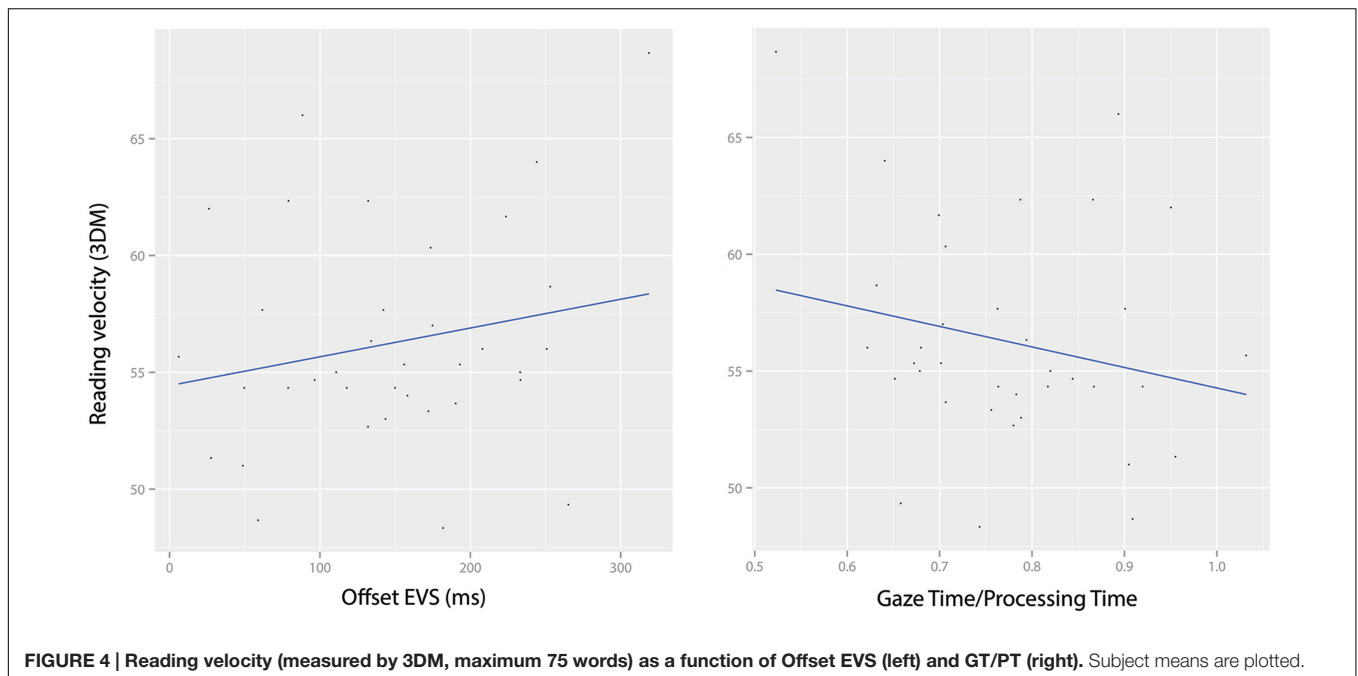 Reading velocity (3DM)
65
60
55
50
0 100 200 300
Offset EVS (ms)
65
60
55
50
0.5 0.6 0.7 0.8 0.9 1.0
Gaze Time/Processing Time
FIGURE 4 | Reading velocity (measured by 3DM, maximum 75 words) as a function of Offset EVS (left) and GT/PT (right). Subject means are plotted.